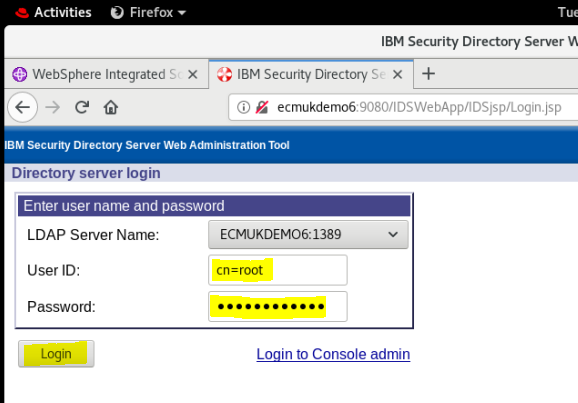 Activities Firefox Tue
IBM Security Directory Server W
WebSphere Integrated So × IBM Security Directory Se × +
ecmukdemo6:9080/IDSWebApp/IDSjsp/Login.jsp
IBM Security Directory Server Web Administration Tool
Directory server login
Enter user name and password
LDAP Server Name: ECMUKDEMO6:1389
User ID: cn=root
Password: ●●●●●●●●●●●●
Login Login to Console admin